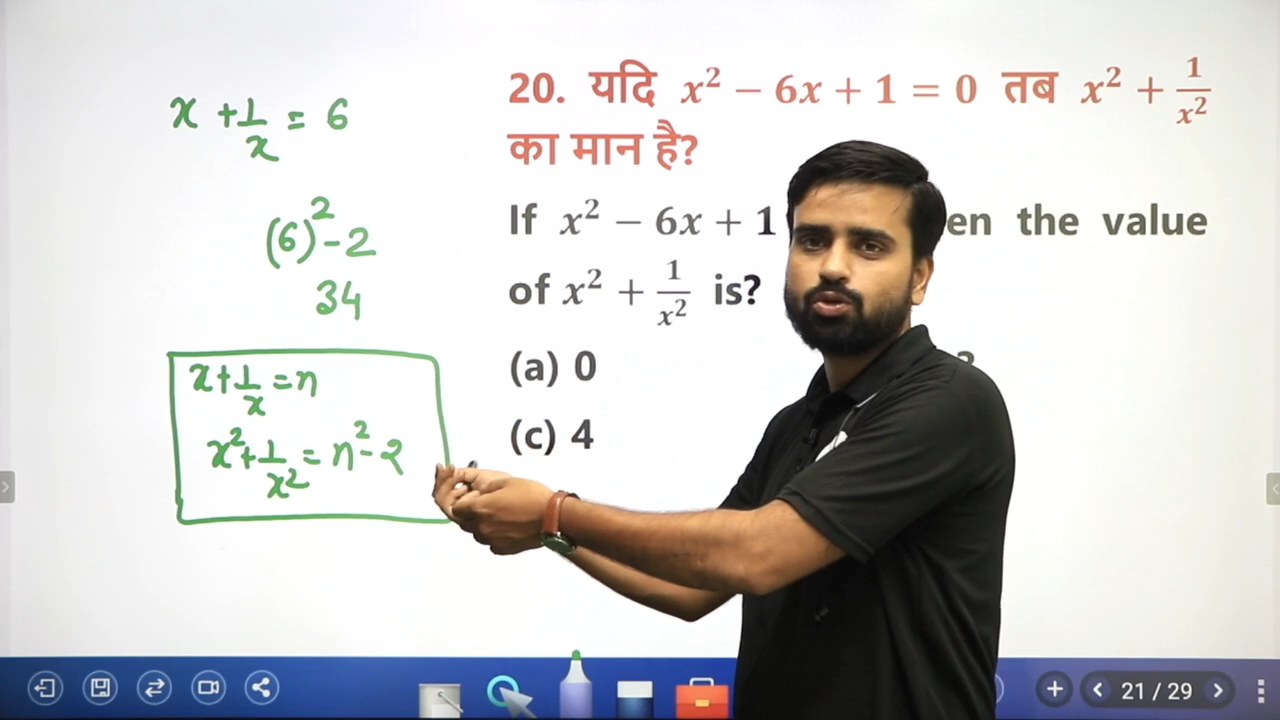 x + 1/x = 6
(6)² - 2
34
x + 1/x = n
x² + 1/x² = n² - 2
20. यदि x² − 6x + 1 = 0 तब x² + 1/x²
का मान है?
If x² − 6x + 1 the value
of x² + 1/x² is?
(a) 0
(c) 4
21 / 29